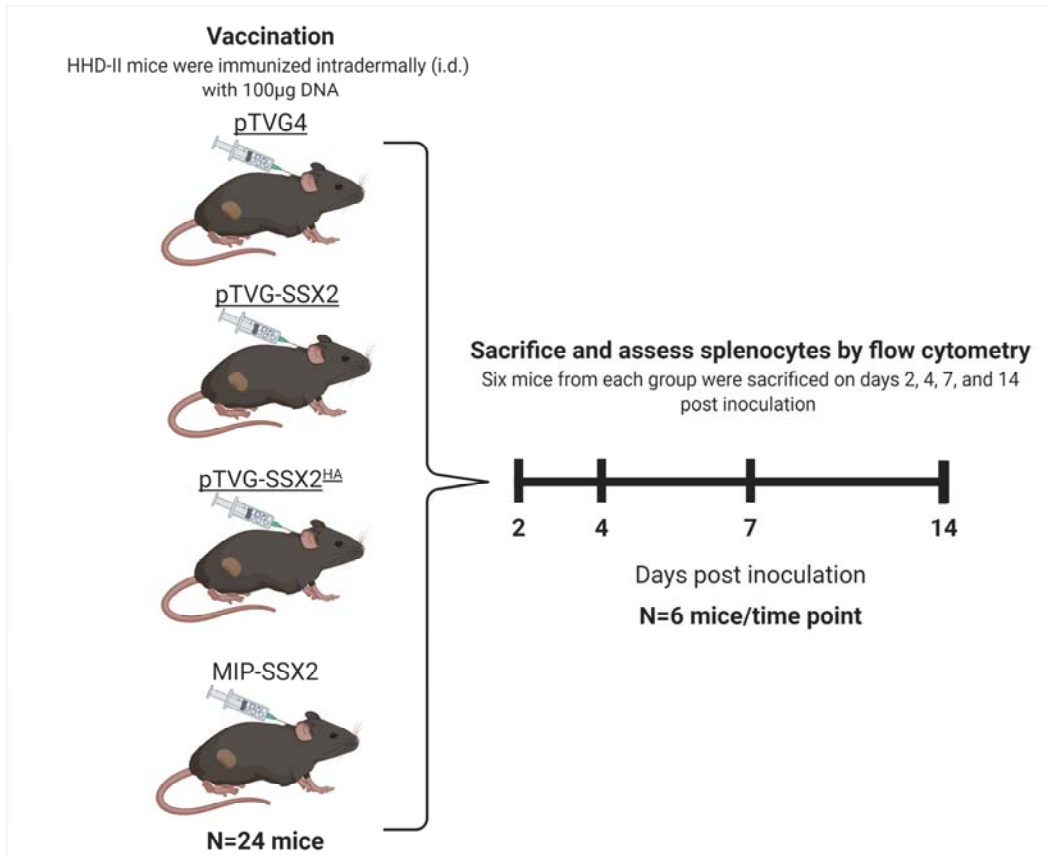 Vaccination
HHD-II mice were immunized intradermally (i.d.)
with 100µg DNA
pTVG4
pTVG-SSX2
pTVG-SSX2HA
MIP-SSX2
N=24 mice
Sacrifice and assess splenocytes by flow cytometry
Six mice from each group were sacrificed on days 2, 4, 7, and 14
post inoculation
2 4 7 14
Days post inoculation
N=6 mice/time point